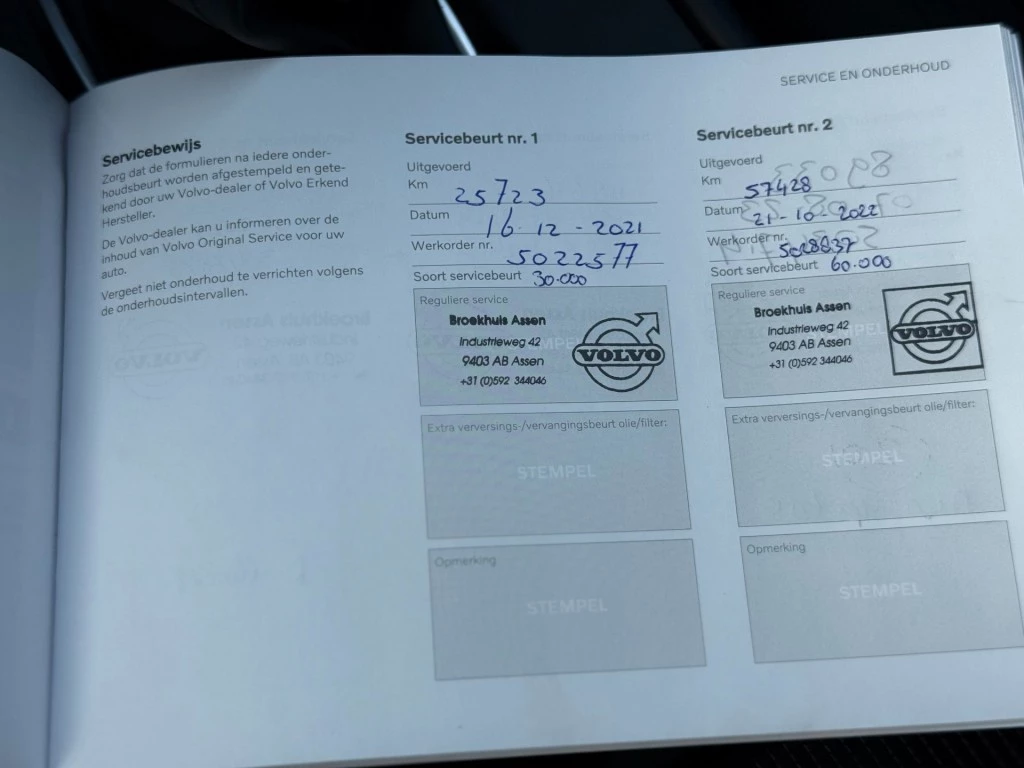 SERVICE EN ONDERHOUD
Servicebewijs
Zorg dat de formulieren na iedere onder-
houdsbeurt worden afgestempeld en gete-
kend door uw Volvo-dealer of Volvo Erkend
Hersteller.
De Volvo-dealer kan u informeren over de
inhoud van Volvo Original Service voor uw
auto.
Vergeet niet onderhoud te verrichten volgens
de onderhoudsintervallen.
Servicebeurt nr. 1
Uitgevoerd
Km 25723
Datum 16-12-2021
Werkorder nr. 5022577
Soort servicebeurt 30.000
Reguliere service
Broekhuis Assen
Industrieweg 42
9403 AB Assen
+31 (0)592 344046
VOLVO
Extra verversings-/vervangingsbeurt olie/filter:
STEMPEL
Opmerking
STEMPEL
Servicebeurt nr. 2
Uitgevoerd
Km 57428
Datum 21-10-2022
Werkorder nr. 5028837
Soort servicebeurt 60.000
Reguliere service
Broekhuis Assen
Industrieweg 42
9403 AB Assen
+31 (0)592 344046
VOLVO
Extra verversings-/vervangingsbeurt olie/filter:
STEMPEL
Opmerking
STEMPEL